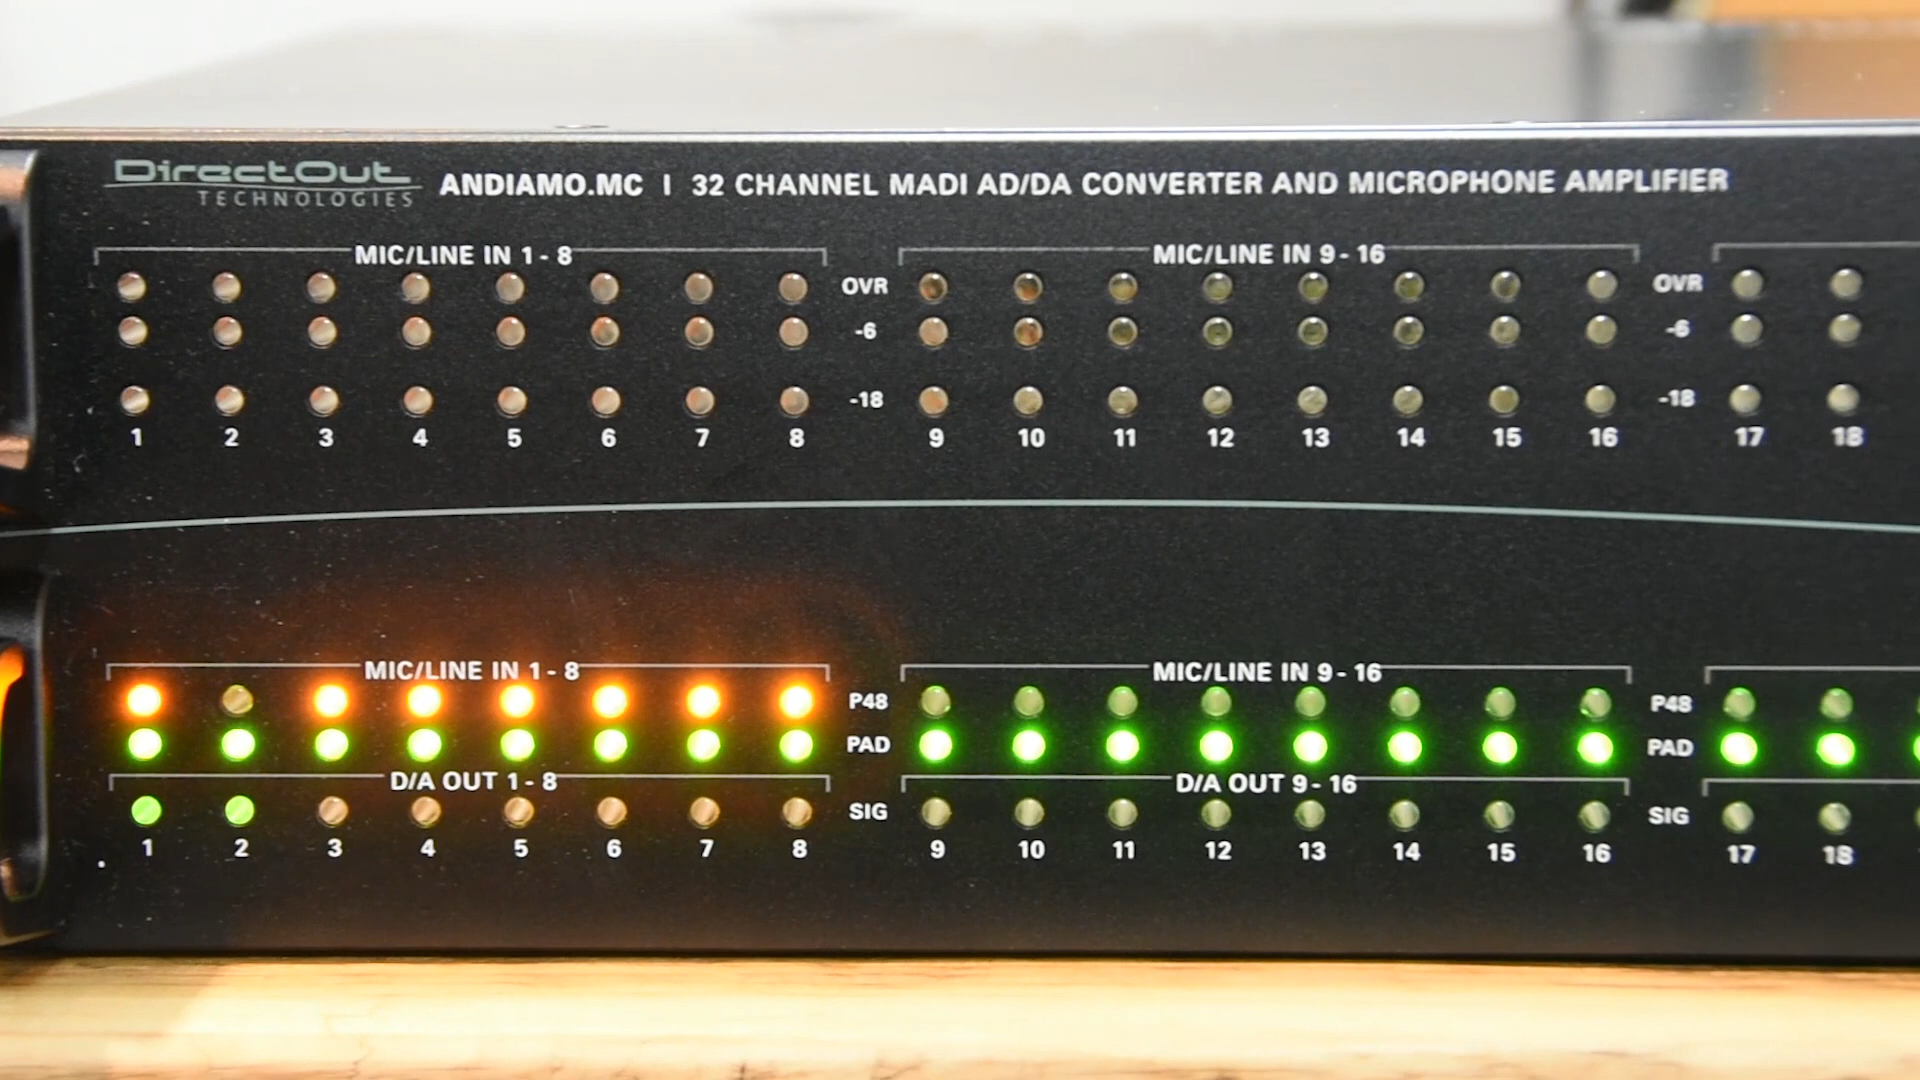 DirectOut
TECHNOLOGIES
ANDIAMO.MC | 32 CHANNEL MADI AD/DA CONVERTER AND MICROPHONE AMPLIFIER
MIC/LINE IN 1 - 8 MIC/LINE IN 9 - 16
OVR OVR
-6 -6
-18 -18
1 2 3 4 5 6 7 8 9 10 11 12 13 14 15 16 17 18
MIC/LINE IN 1 - 8 MIC/LINE IN 9 - 16
P48 P48
PAD PAD
D/A OUT 1 - 8 D/A OUT 9 - 16
SIG SIG
1 2 3 4 5 6 7 8 9 10 11 12 13 14 15 16 17 18